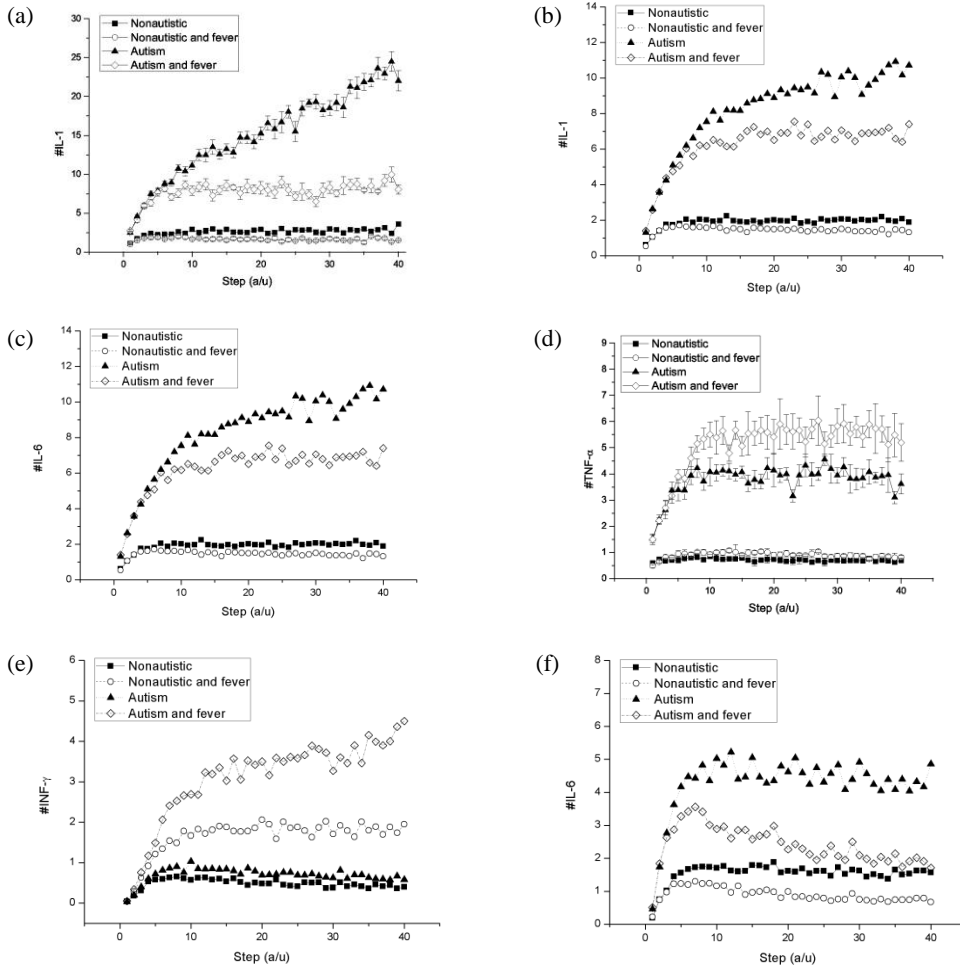 (a)
30
25
20
15
10
5
0
#IL-1
Nonautistic
Nonautistic and fever
Autism
Autism and fever
0 10 20 30 40
Step (a/u)
(b)
14
12
10
8
6
4
2
0
#IL-1
Nonautistic
Nonautistic and fever
Autism
Autism and fever
0 10 20 30 40
Step (a/u)
(c)
14
12
10
8
6
4
2
0
#IL-6
Nonautistic
Nonautistic and fever
Autism
Autism and fever
0 10 20 30 40
Step (a/u)
(d)
9
8
7
6
5
4
3
2
1
0
#TNF-α
Nonautistic
Nonautistic and fever
Autism
Autism and fever
0 10 20 30 40
Step (a/u)
(e)
6
5
4
3
2
1
0
#INF-γ
Nonautistic
Nonautistic and fever
Autism
Autism and fever
0 10 20 30 40
Step (a/u)
(f)
8
7
6
5
4
3
2
1
0
#IL-6
Nonautistic
Nonautistic and fever
Autism
Autism and fever
0 10 20 30 40
Step (a/u)